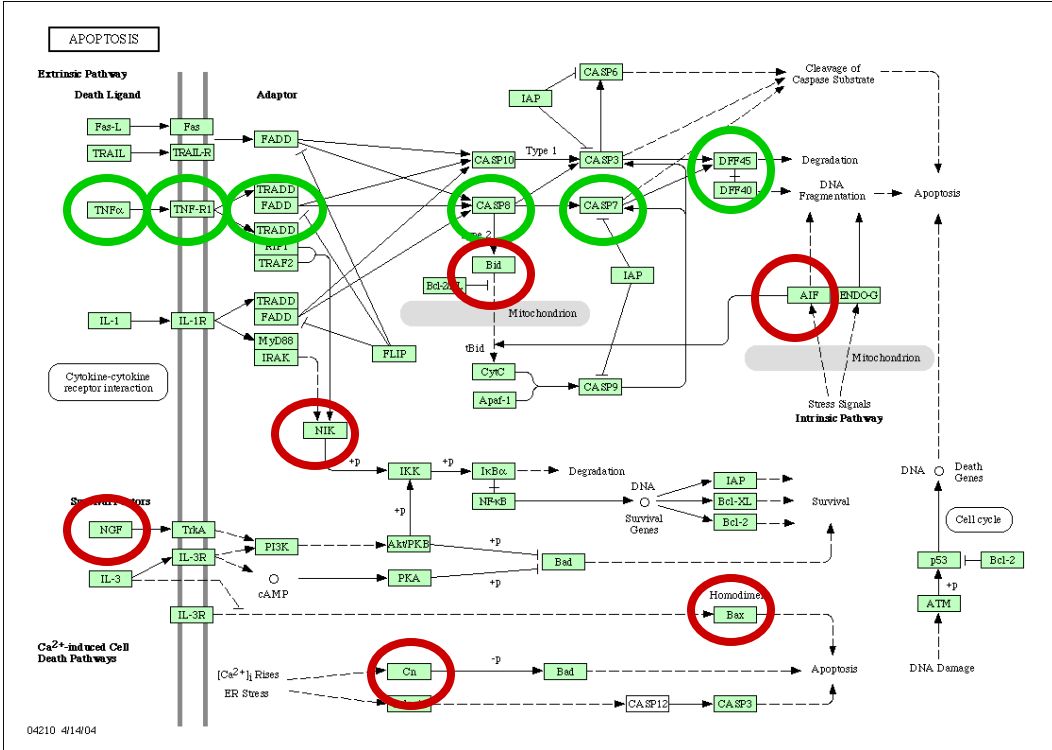 APOPTOSIS
Extrinsic Pathway
Death Ligand
Adaptor
Cleavage of
Caspase Substrate
CASP6
IAP
Fas-L
Fas
FADD
TRAIL
TRAIL-R
CASP10
Type 1
CASP3
DFF45
Degradation
DFF40
DNA
Fragmentation
Apoptosis
TNFα
TNF-R1
TRADD
FADD
TRADD
RIP1
TRAF2
CASP8
CASP7
Bid
IAP
AIF
ENDO-G
Mitochondrion
IL-1
IL-1R
TRADD
FADD
MyD88
IRAK
FLIP
tBid
CytC
Apaf-1
CASP9
Mitochondrion
Cytokine-cytokine
receptor interaction
Stress Signals
Intrinsic Pathway
NIK
+p
IKK
+p
IκBα
Degradation
NF-κB
DNA
Survival
Genes
IAP
Bcl-XL
Bcl-2
Survival
DNA
Death
Genes
Cell cycle
NGF
TrkA
PI3K
Akt/PKB
+p
+p
Bad
IL-3R
IL-3
cAMP
PKA
+p
p53
Bcl-2
+p
ATM
DNA Damage
IL-3R
Bax
Ca2+-induced Cell
Death Pathways
[Ca2+]i Rises
ER Stress
Cn
-p
Bad
Apoptosis
CASP12
CASP3
04210 4/14/04